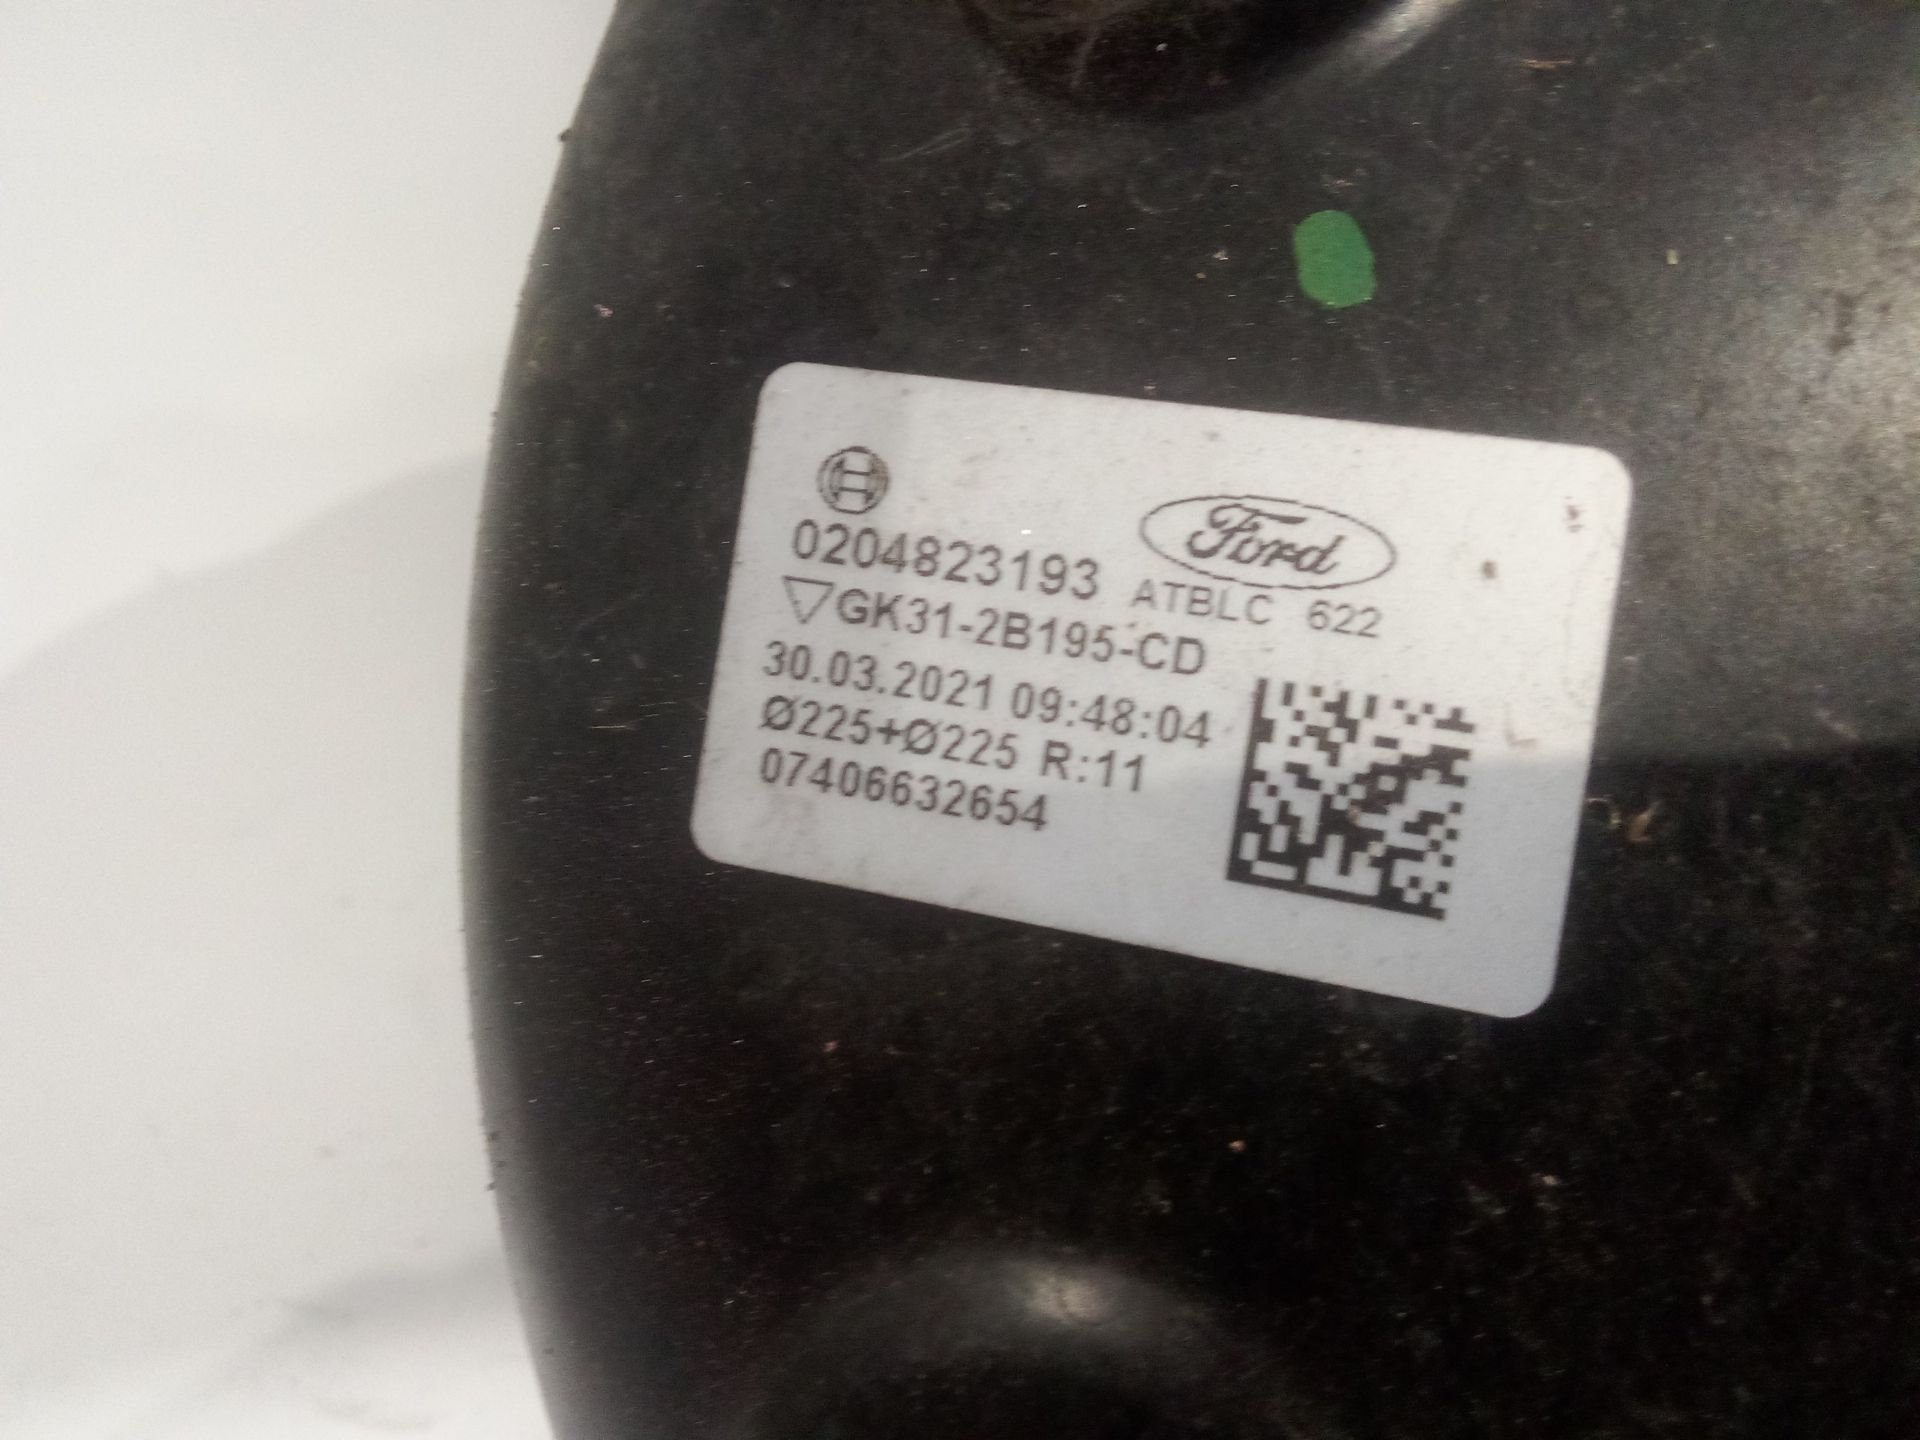 0204823193
Ford
ATBLC 622
GK31-2B195-CD
30.03.2021 09:48:04
Ø225+Ø225 R:11
07406632654